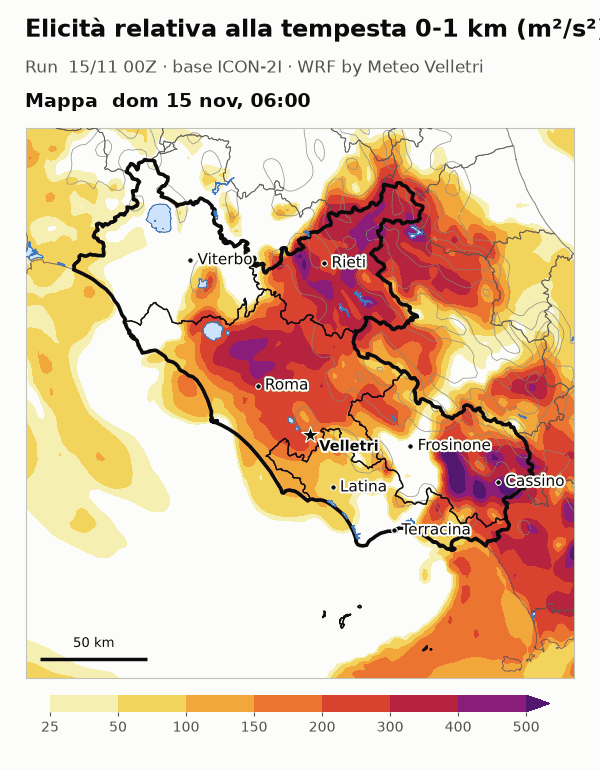 Elicità relativa alla tempesta 0-1 km (m²/s²)
Run 15/11 00Z · base ICON-2I · WRF by Meteo Velletri
Mappa dom 15 nov, 06:00
Viterbo
Rieti
Roma
Velletri
Frosinone
Cassino
Latina
Terracina
50 km
25 50 100 150 200 300 400 500